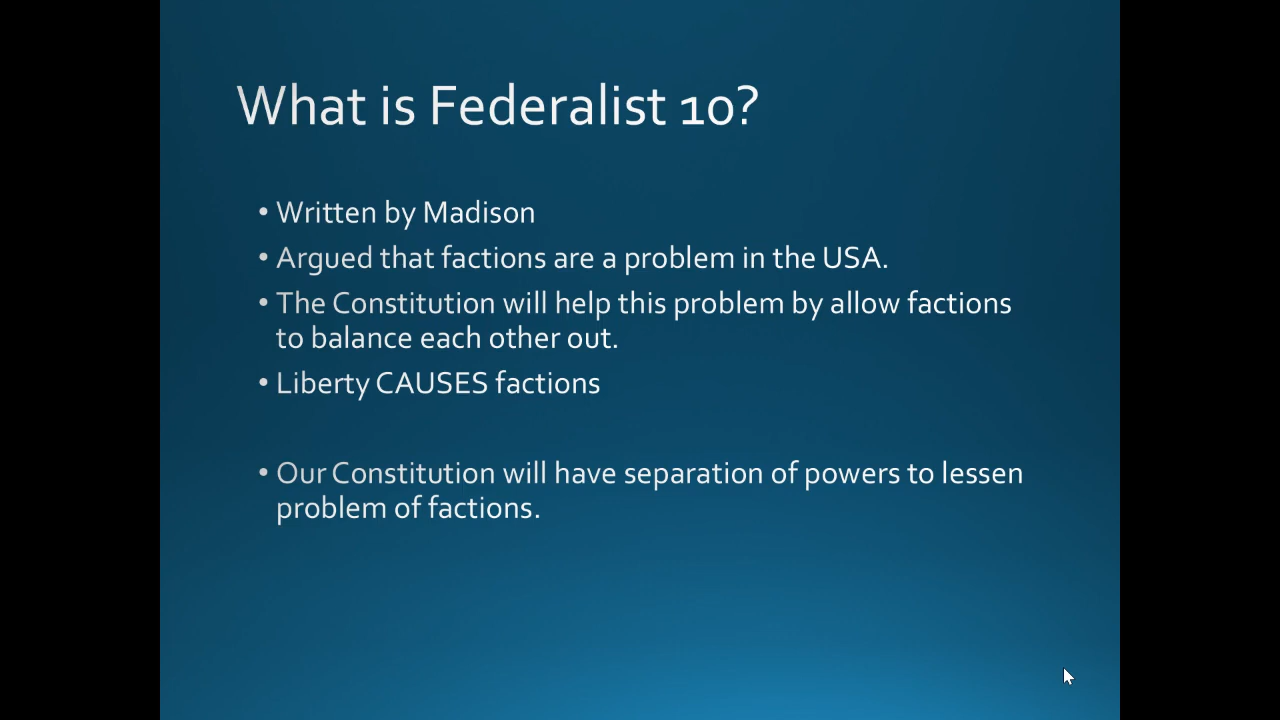 What is Federalist 10?
• Written by Madison
• Argued that factions are a problem in the USA.
• The Constitution will help this problem by allow factions
to balance each other out.
• Liberty CAUSES factions
• Our Constitution will have separation of powers to lessen
problem of factions.